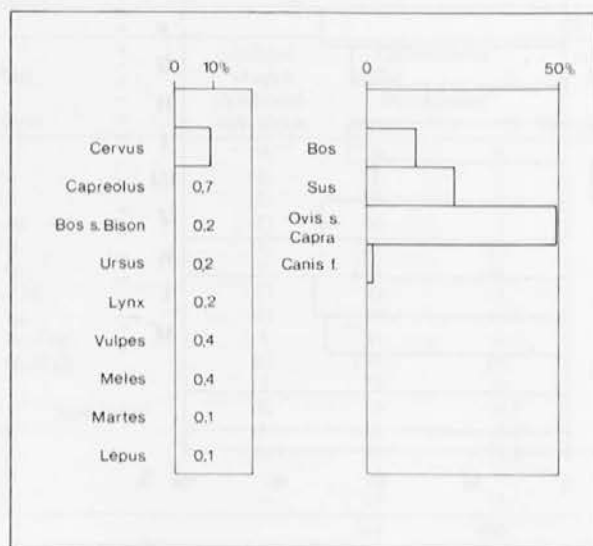 0 10% 0 50%
Cervus Bos
Capreolus 0,7 Sus
Bos s. Bison 0.2 Ovis s.
Capra
Ursus 0,2 Canis f.
Lynx 0,2
Vulpes 0.4
Meles 0.4
Martes 0.1
Lepus 0.1